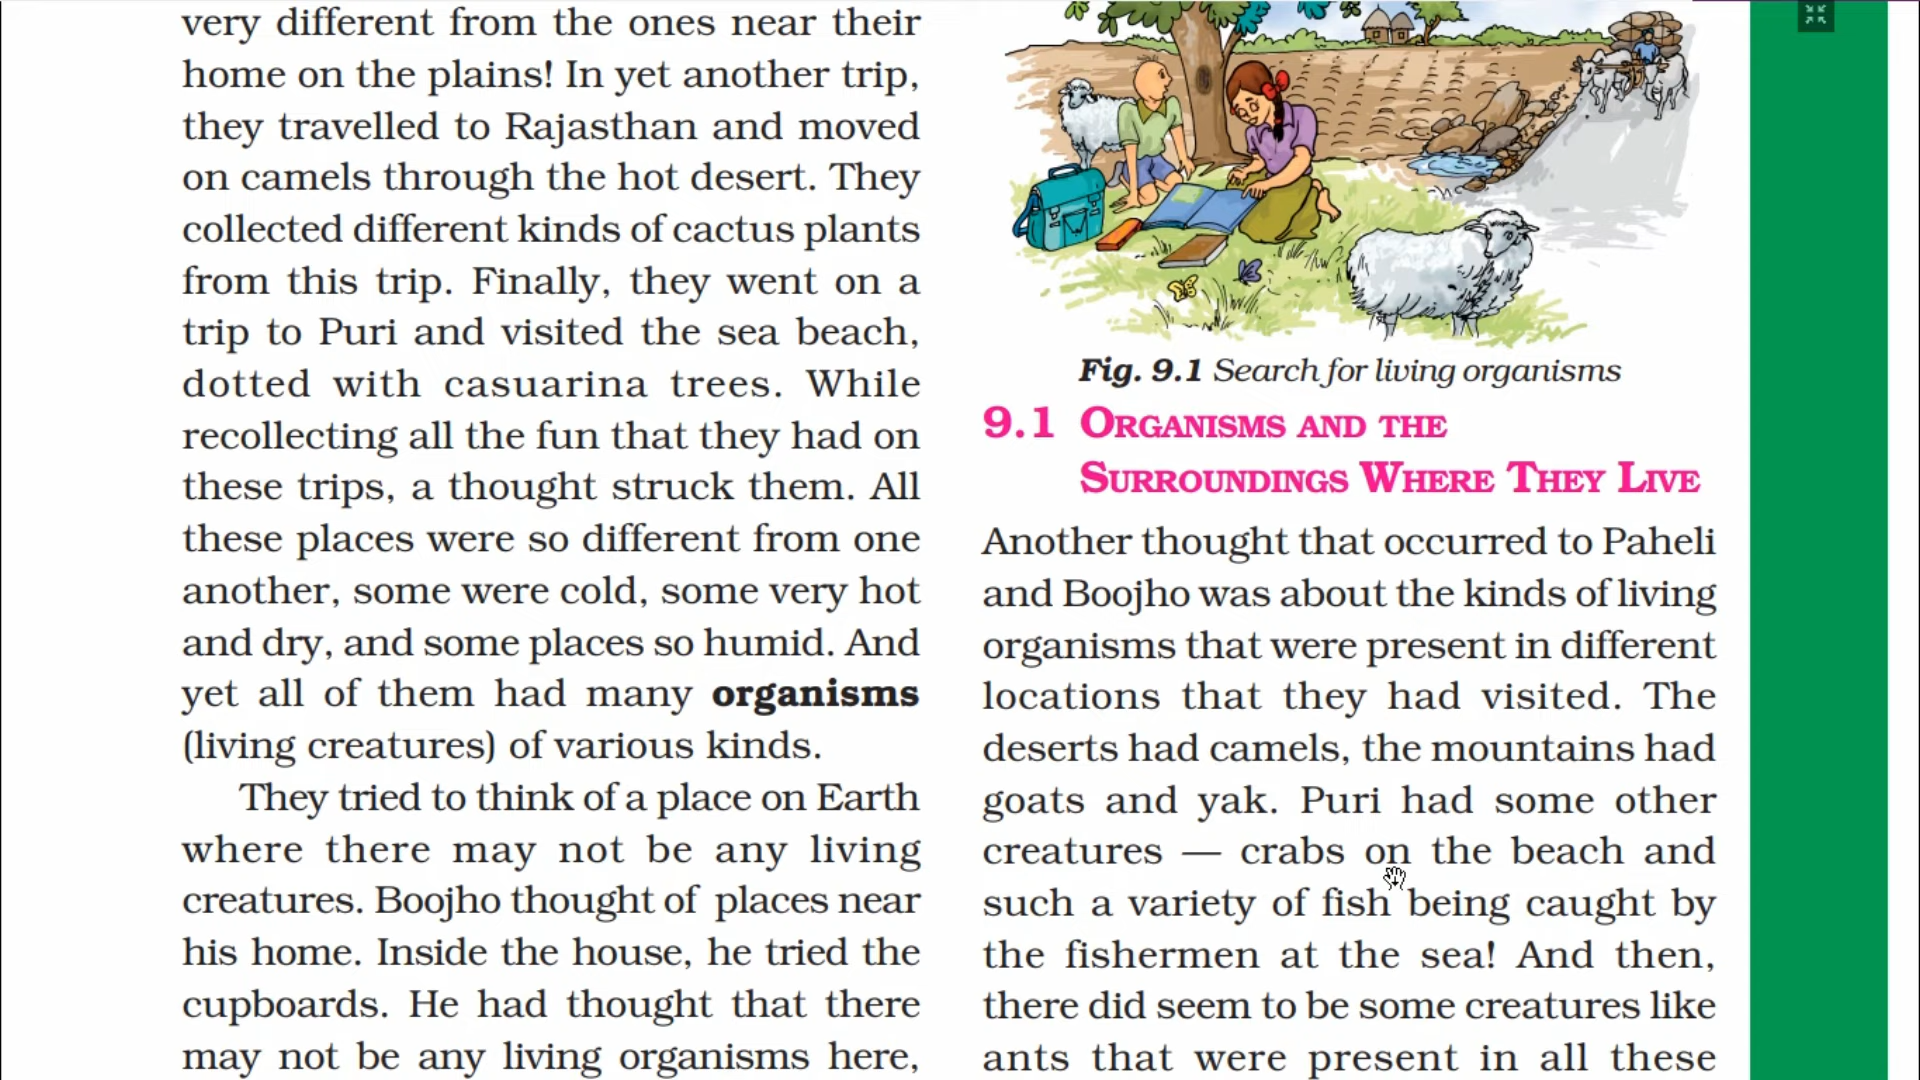 very different from the ones near their
home on the plains! In yet another trip,
they travelled to Rajasthan and moved
on camels through the hot desert. They
collected different kinds of cactus plants
from this trip. Finally, they went on a
trip to Puri and visited the sea beach,
dotted with casuarina trees. While
recollecting all the fun that they had on
these trips, a thought struck them. All
these places were so different from one
another, some were cold, some very hot
and dry, and some places so humid. And
yet all of them had many organisms
(living creatures) of various kinds.
They tried to think of a place on Earth
where there may not be any living
creatures. Boojho thought of places near
his home. Inside the house, he tried the
cupboards. He had thought that there
may not be any living organisms here,
Fig. 9.1 Search for living organisms
9.1 ORGANISMS AND THE
SURROUNDINGS WHERE THEY LIVE
Another thought that occurred to Paheli
and Boojho was about the kinds of living
organisms that were present in different
locations that they had visited. The
deserts had camels, the mountains had
goats and yak. Puri had some other
creatures — crabs on the beach and
such a variety of fish being caught by
the fishermen at the sea! And then,
there did seem to be some creatures like
ants that were present in all these